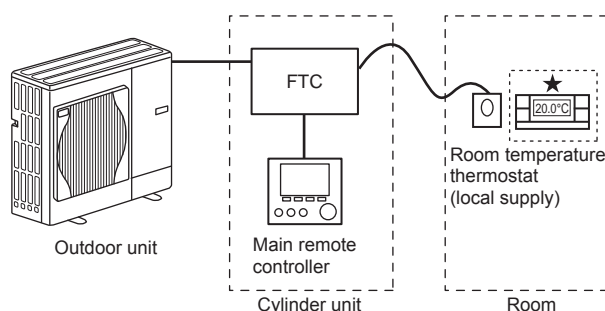 FTC
20.0°C
Room temperature
thermostat
(local supply)
Outdoor unit
Main remote
controller
Cylinder unit
Room